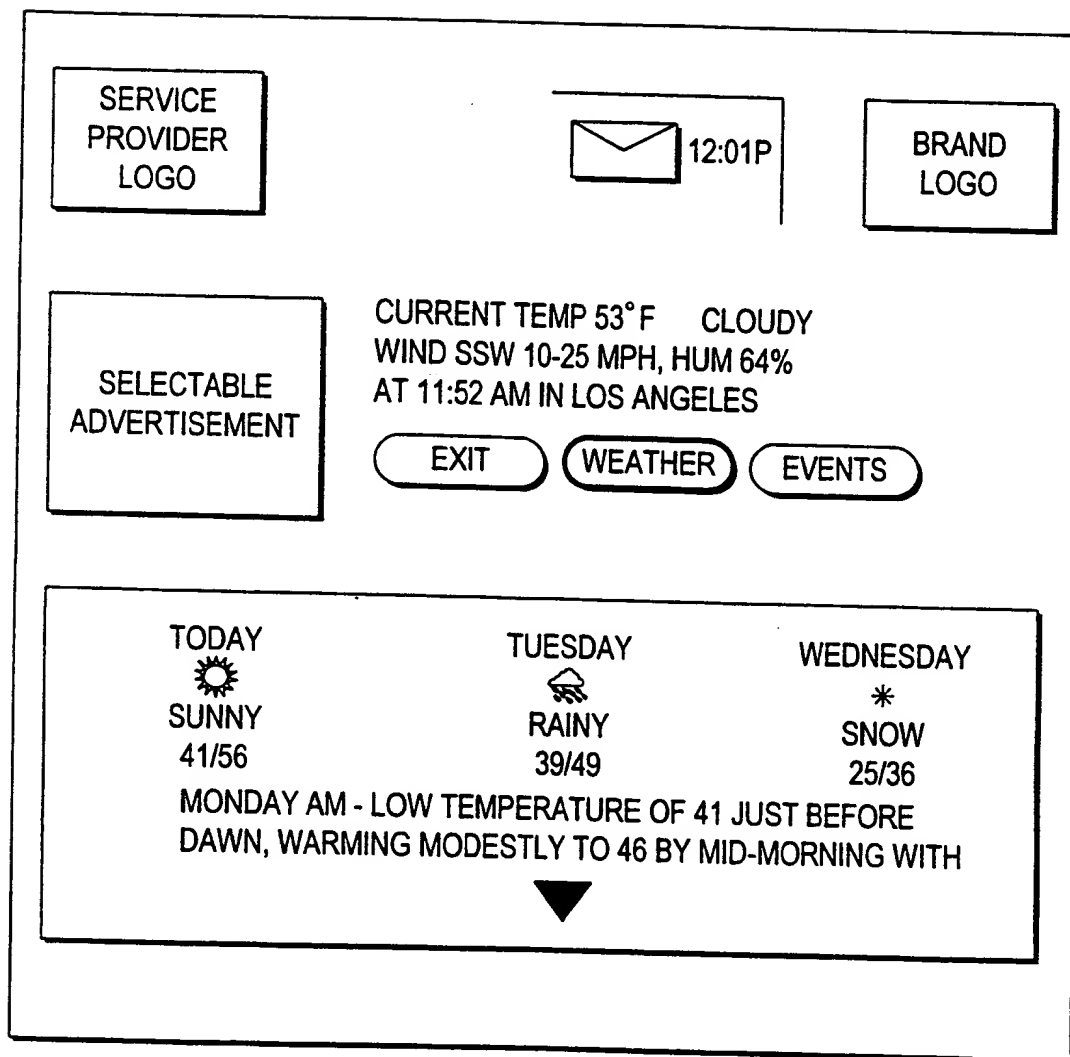 SERVICE
PROVIDER
LOGO
12:01P
BRAND
LOGO
SELECTABLE
ADVERTISEMENT
CURRENT TEMP 53°F CLOUDY
WIND SSW 10-25 MPH, HUM 64%
AT 11:52 AM IN LOS ANGELES
EXIT WEATHER EVENTS
TODAY TUESDAY WEDNESDAY
SUNNY RAINY SNOW
41/56 39/49 25/36
MONDAY AM - LOW TEMPERATURE OF 41 JUST BEFORE
DAWN, WARMING MODESTLY TO 46 BY MID-MORNING WITH